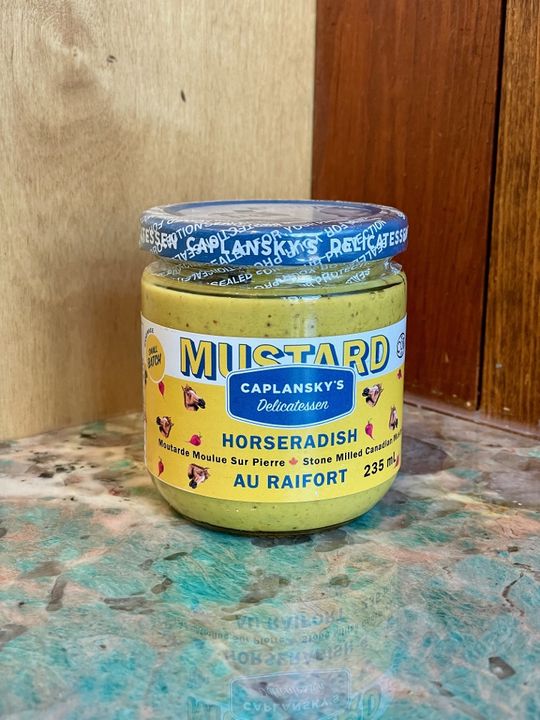 CAPLANSKY'S DELICATESSEN
SMALL
BATCH
MUSTARD
CAPLANSKY'S
Delicatessen
HORSERADISH
Moutarde Moulue Sur Pierre Stone Milled Canadian
AU RAIFORT
235 mL